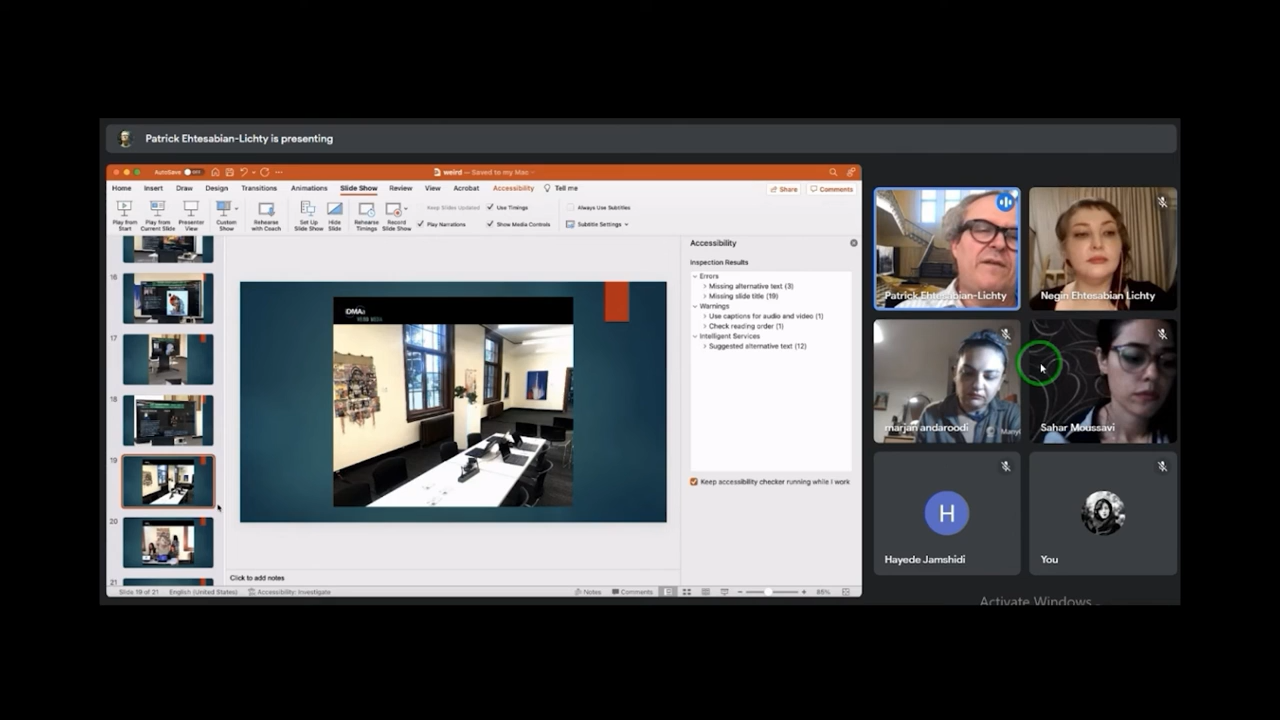 Patrick Ehtesabian-Lichty is presenting
AutoSave
weird — Saved to my Mac
Home Insert Draw Design Transitions Animations Slide Show Review View Acrobat Accessibility Tell me
Share Comments
Play from Start
Play from Current Slide
Presenter View
Custom Show
Rehearse with Coach
Set Up Slide Show
Hide Slide
Rehearse Timings
Record Slide Show
Keep Slides Updated
Use Timings
Always Use Subtitles
Play Narrations
Show Media Controls
Subtitle Settings
16
17
18
19
20
21
Accessibility
Inspection Results
Errors
Missing alternative text (3)
Missing slide title (19)
Warnings
Use captions for audio and video (1)
Check reading order (1)
Intelligent Services
Suggested alternative text (12)
Keep accessibility checker running while I work
Click to add notes
Slide 19 of 21 English (United States) Accessibility: Investigate
Notes Comments 85%
Patrick Ehtesabian-Lichty
Negin Ehtesabian Lichty
marjan andaroodi
Sahar Moussavi
H
Hayede Jamshidi
You
Activate Windows